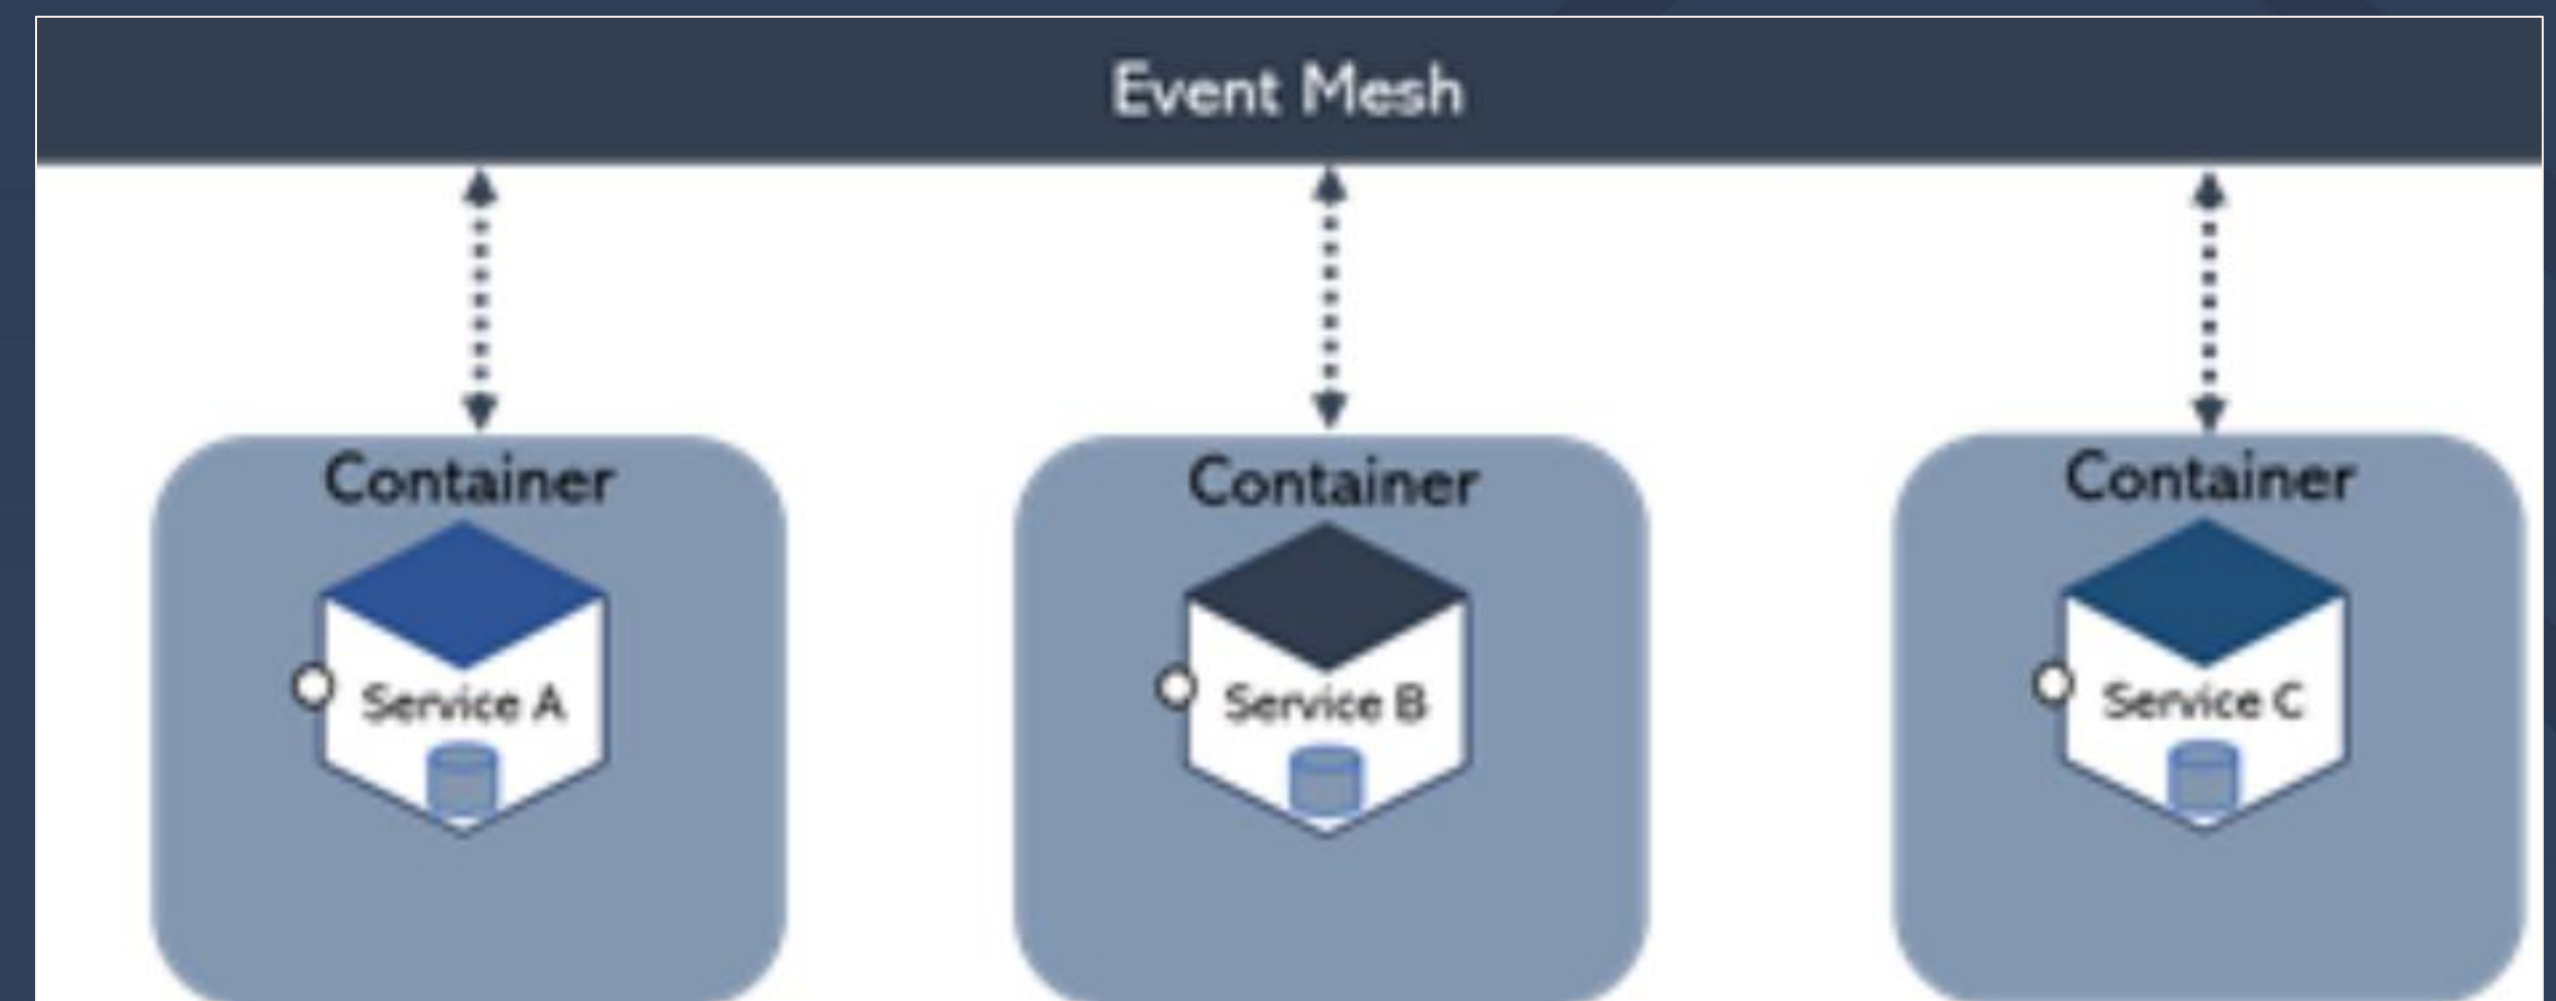 Event Mesh
Container
Container
Container
Service A
Service B
Service C